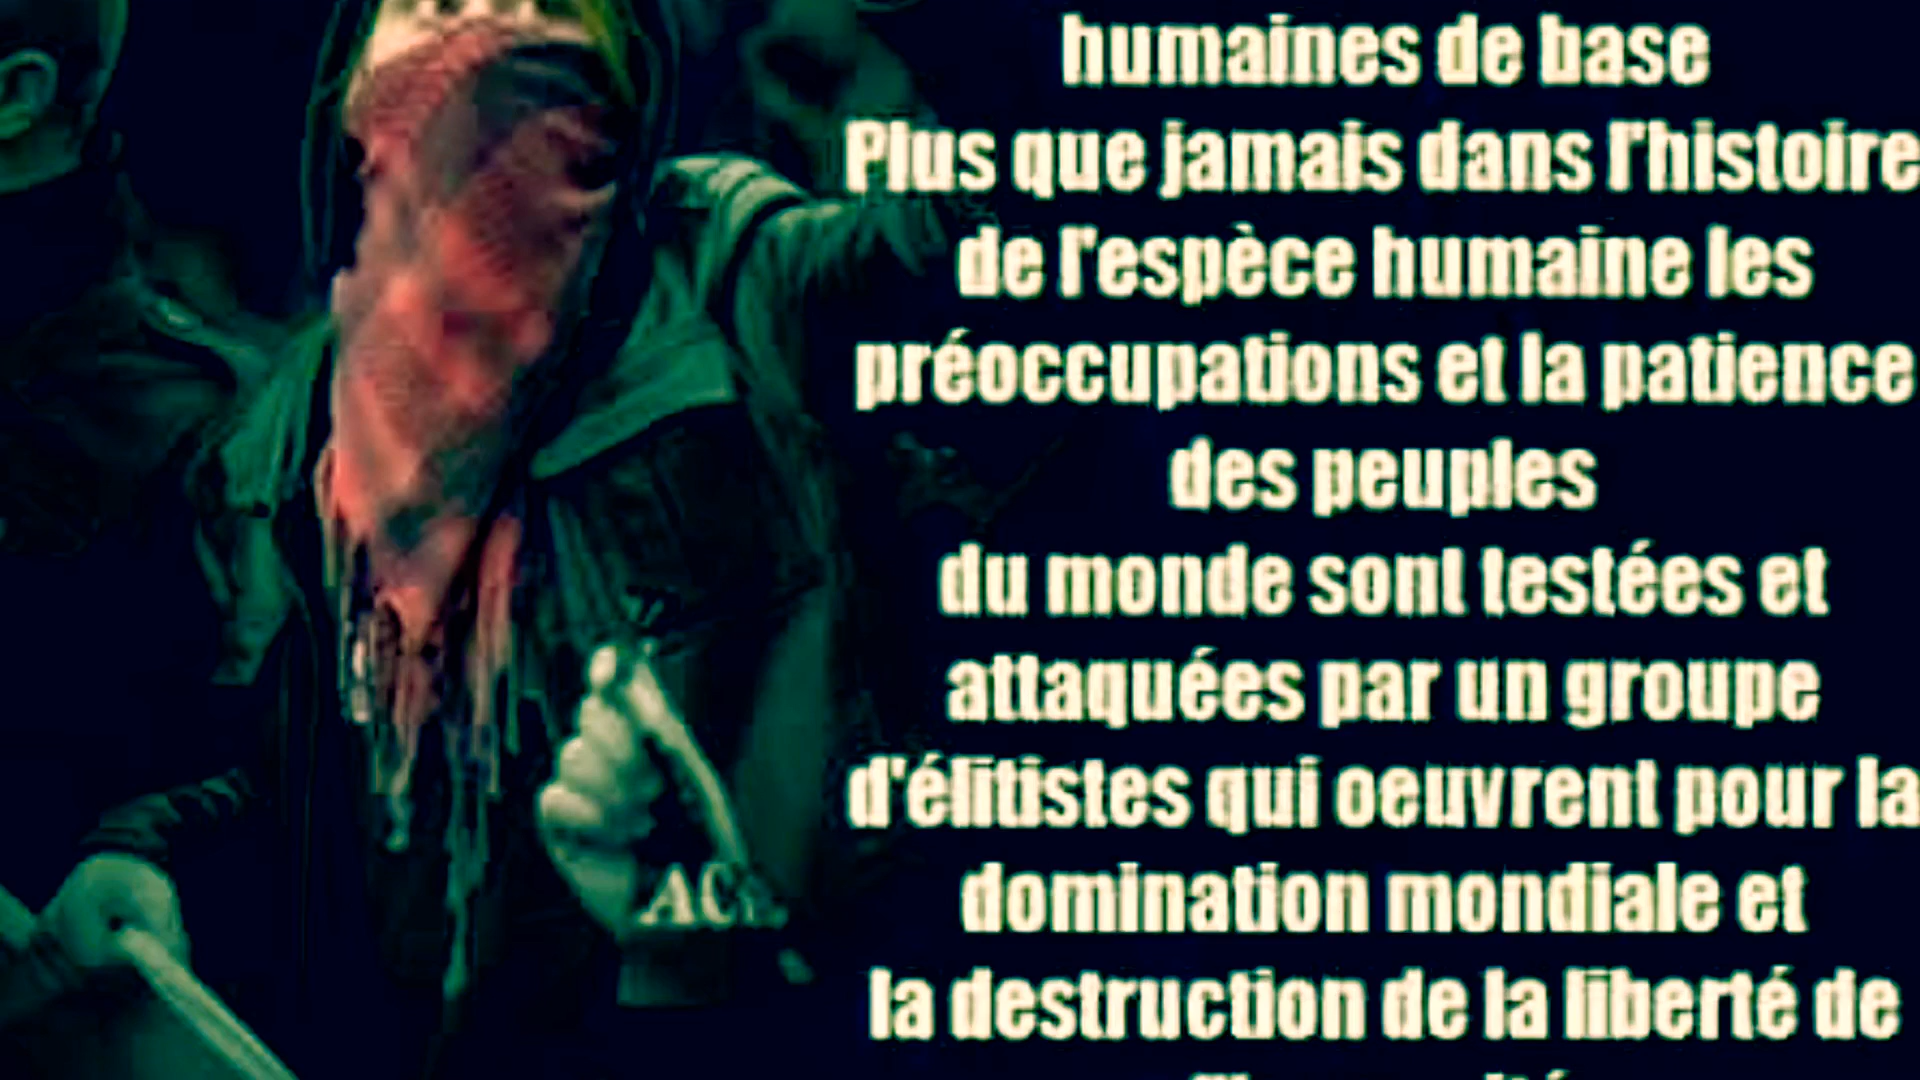 humaines de base
Plus que jamais dans l'histoire
de l'espèce humaine les
préoccupations et la patience
des peuples
du monde sont testées et
attaquées par un groupe
d'élitistes qui oeuvrent pour la
domination mondiale et
la destruction de la liberté de